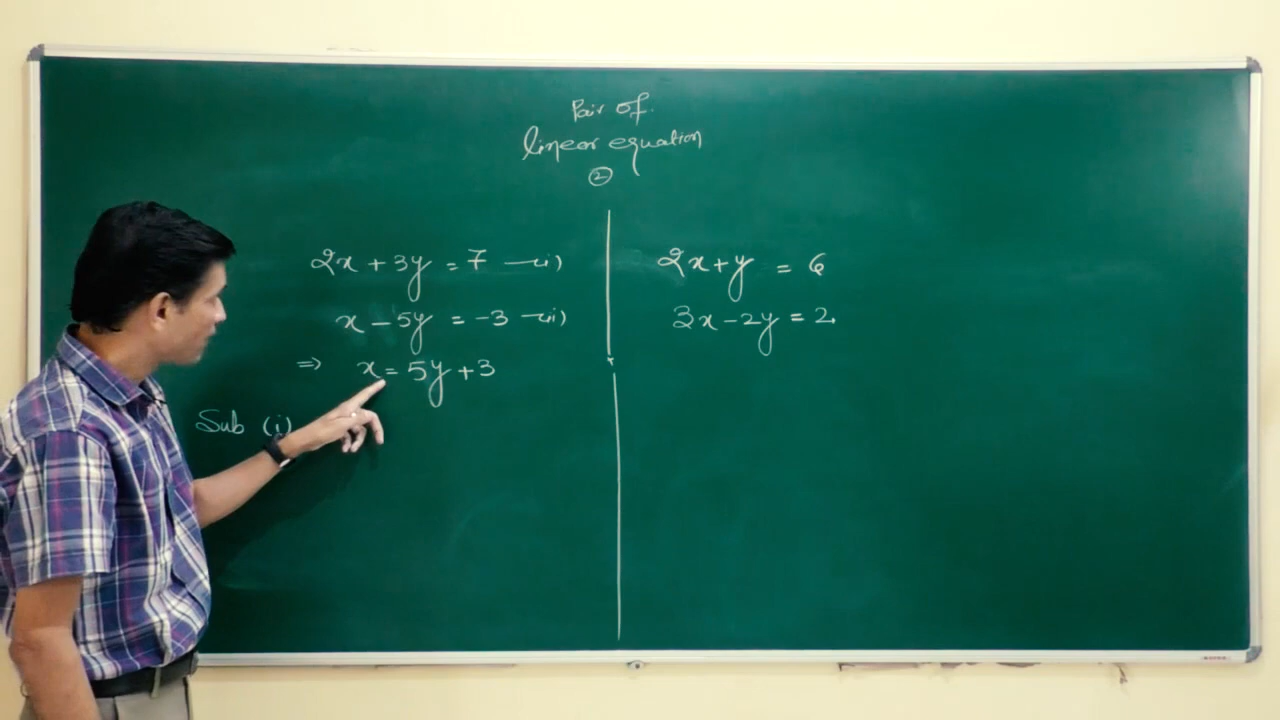 Pair of
linear equation
②
2x + 3y = 7 —(i)
x – 5y = -3 —(ii)
⇒ x = 5y + 3
Sub (i)
2x + y = 6
3x – 2y = 2